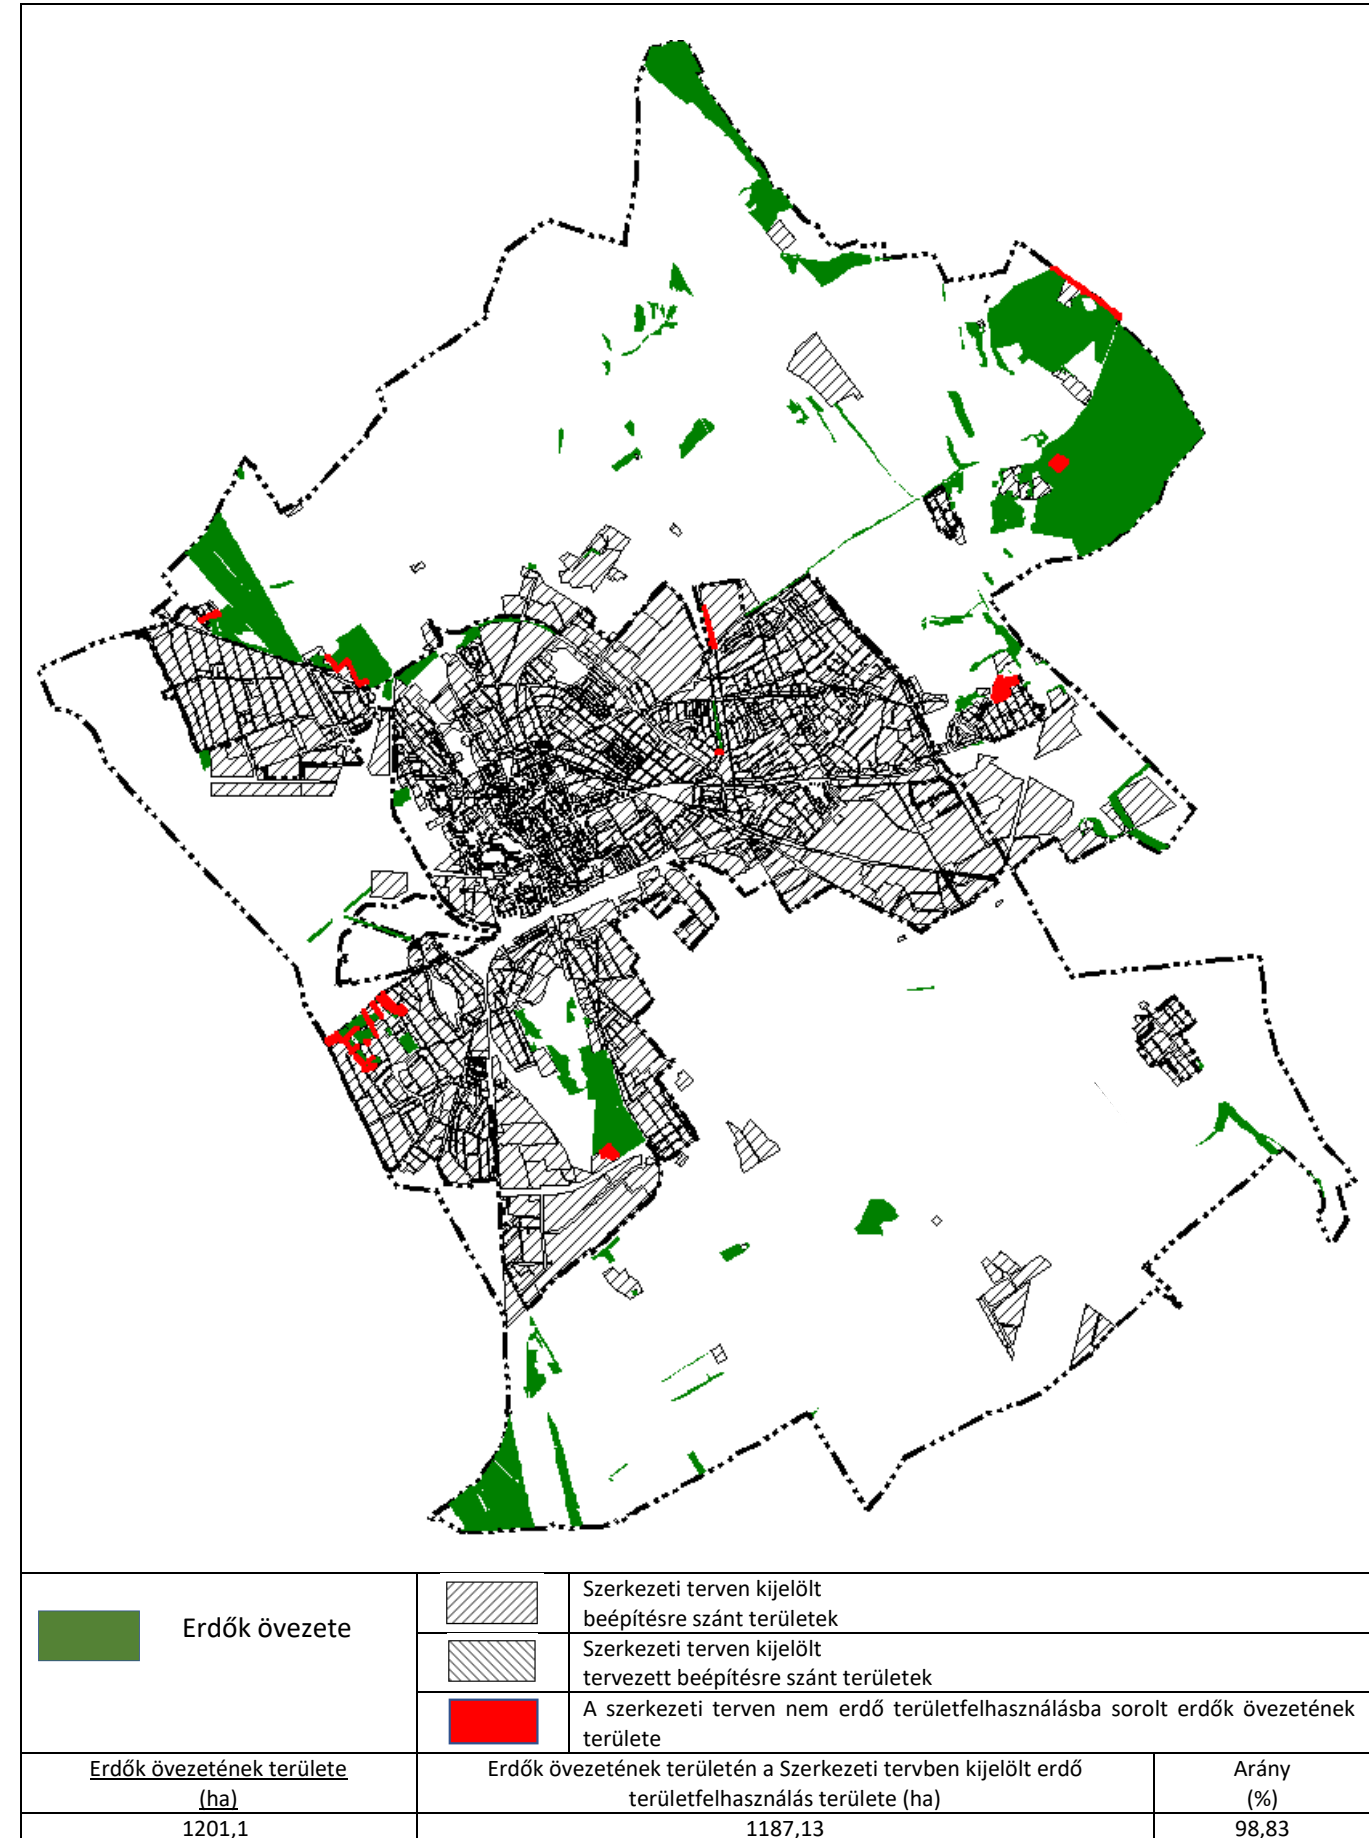 Erdők övezete
Szerkezeti terven kijelölt
beépítésre szánt területek
Szerkezeti terven kijelölt
tervezett beépítésre szánt területek
A szerkezeti terven nem erdő területfelhasználásba sorolt erdők övezetének
területe
Erdők övezetének területe
(ha)
Erdők övezetének területén a Szerkezeti tervben kijelölt erdő
területfelhasználás területe (ha)
Arány
(%)
1201,1
1187,13
98,83